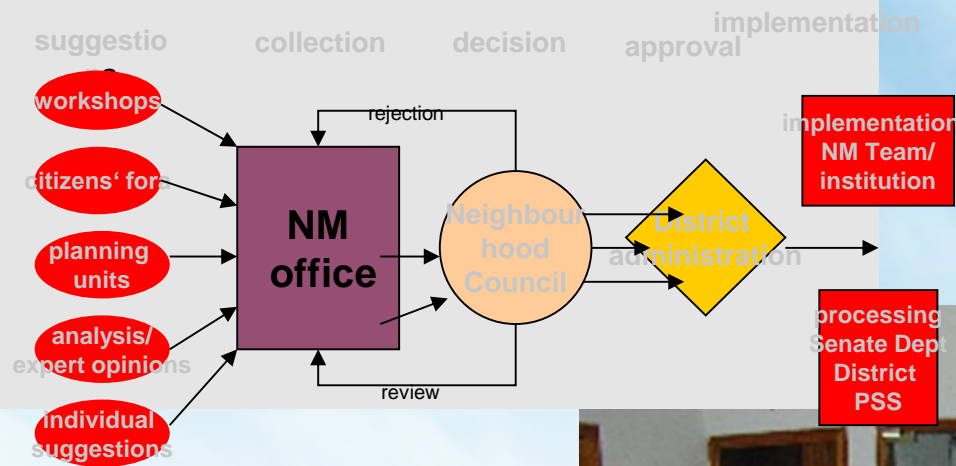 suggestio
ns
collection
decision
approval
implementation
workshops
citizens‘ fora
planning
units
analysis/
expert opinions
individual
suggestions
NM
office
rejection
review
Neighbour
hood
Council
District
administration
implementation
NM Team/
institution
processing
Senate Dept
District
PSS